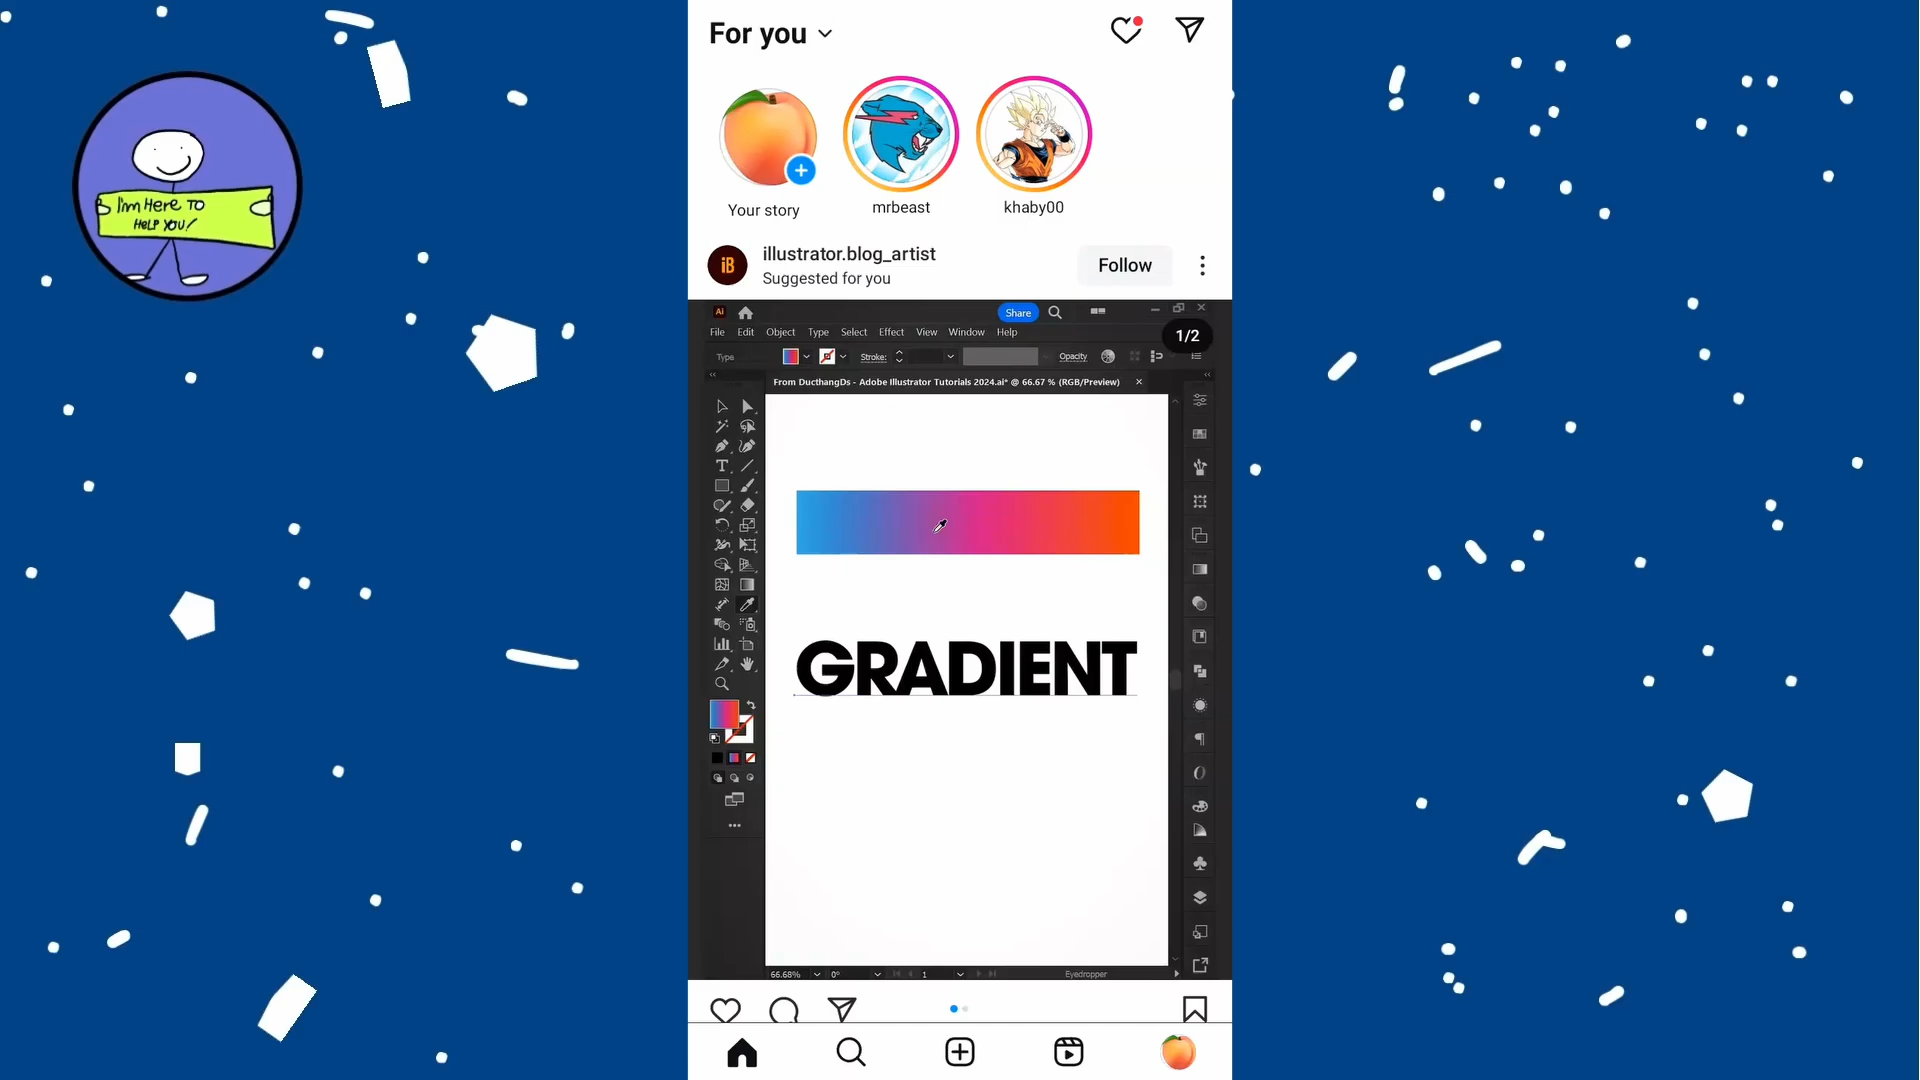 I'm Here To
Help You!
For you
Your story
mrbeast
khaby00
illustrator.blog_artist
Suggested for you
iB
Follow
Ai
Share
File Edit Object Type Select Effect View Window Help
1/2
Type
Stroke:
Opacity
From DucthangDs - Adobe Illustrator Tutorials 2024.ai* @ 66.67 % (RGB/Preview)
GRADIENT
66.68%
0°
1
Eyedropper